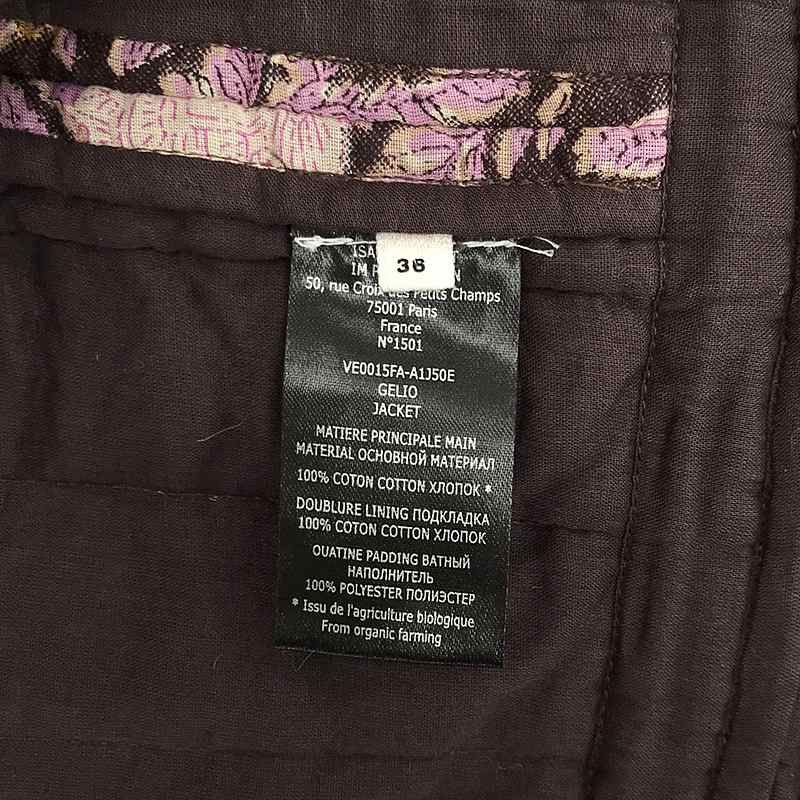 ISA
36
IM P N
50, rue Croix des Petits Champs
75001 Paris
France
N°1501
VE0015FA-A1J50E
GELIO
JACKET
MATIERE PRINCIPALE MAIN
MATERIAL ОСНОВНОЙ МАТЕРИАЛ
100% COTON COTTON ХЛОПОК *
DOUBLURE LINING ПОДКЛАДКА
100% COTON COTTON ХЛОПОК
OUATINE PADDING ВАТНЫЙ
НАПОЛНИТЕЛЬ
100% POLYESTER ПОЛИЭСТЕР
* Issu de l'agriculture biologique
From organic farming